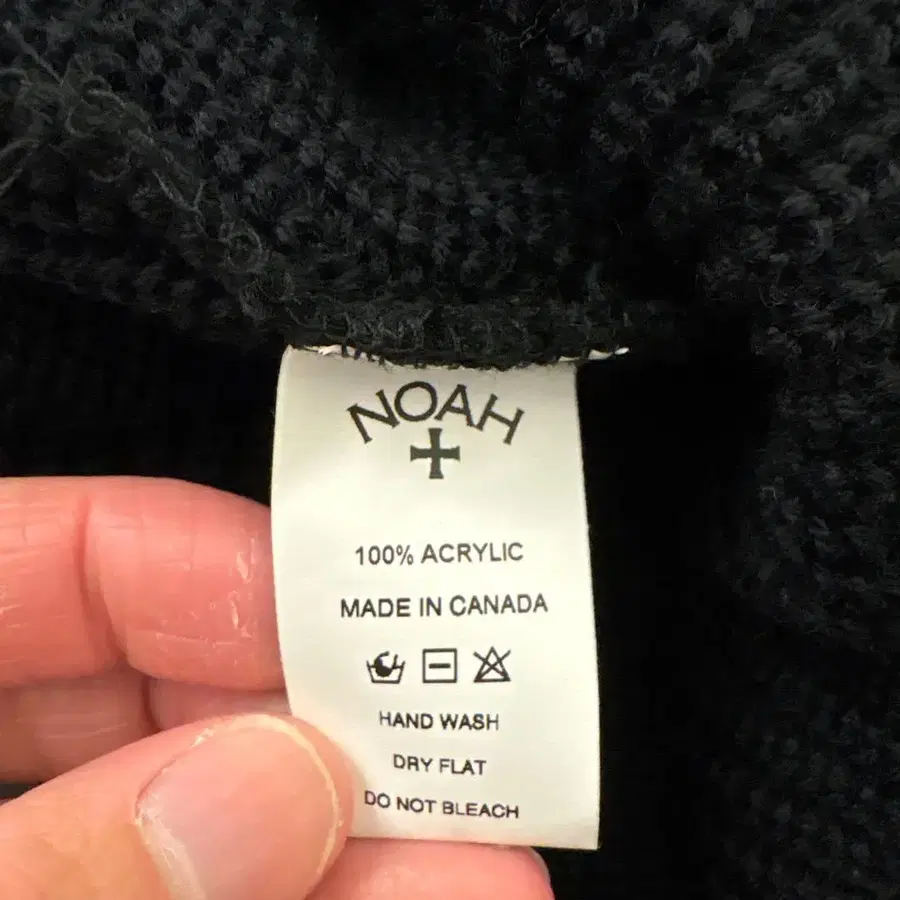 NOAH
100% ACRYLIC
MADE IN CANADA
HAND WASH
DRY FLAT
DO NOT BLEACH